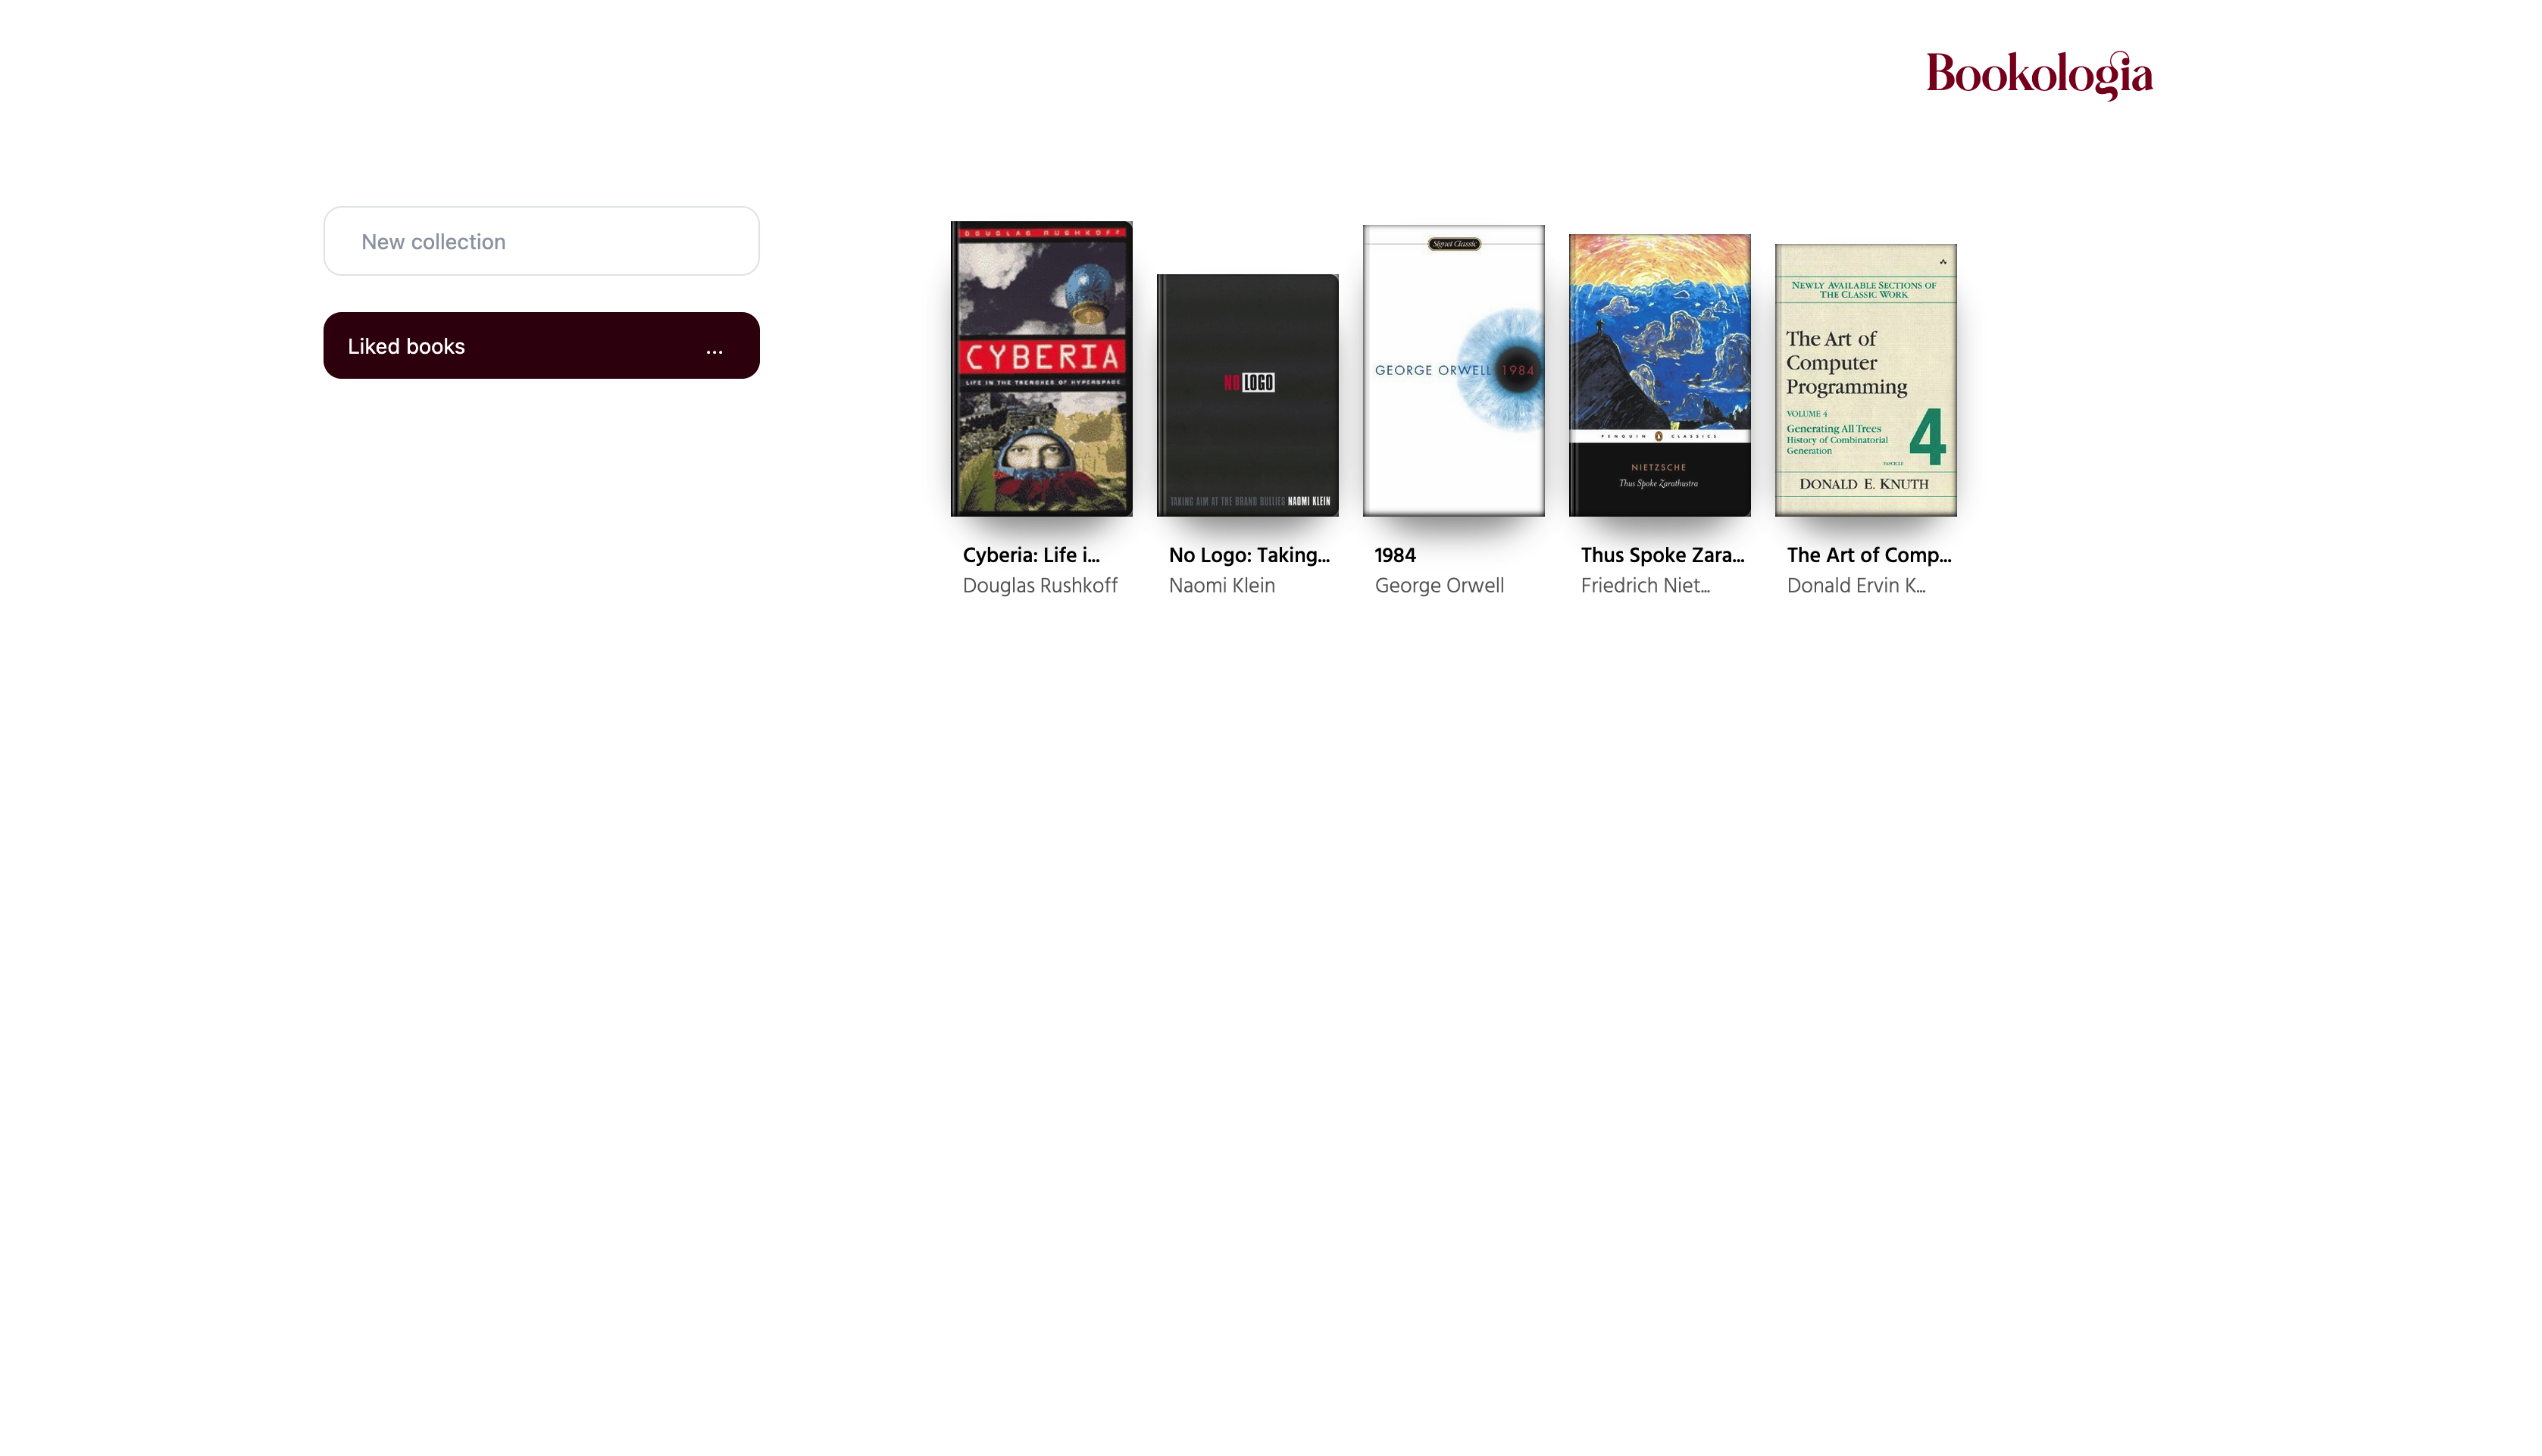 Bookologia
New collection
Liked books
...
DOUGLAS RUSHKOFF
CYBERIA
LIFE IN THE TRENCHES OF HYPERSPACE
Cyberia: Life i...
Douglas Rushkoff
NO LOGO
TAKING AIM AT THE BRAND BULLIES NAOMI KLEIN
No Logo: Taking...
Naomi Klein
Signet Classic
GEORGE ORWELL 1984
1984
George Orwell
PENGUIN CLASSICS
NIETZSCHE
Thus Spoke Zarathustra
Thus Spoke Zara...
Friedrich Niet...
NEWLY AVAILABLE SECTIONS OF
THE CLASSIC WORK
The Art of
Computer
Programming
VOLUME 4
Generating All Trees
History of Combinatorial
Generation
4
FASCICLE
DONALD E. KNUTH
The Art of Comp...
Donald Ervin K...